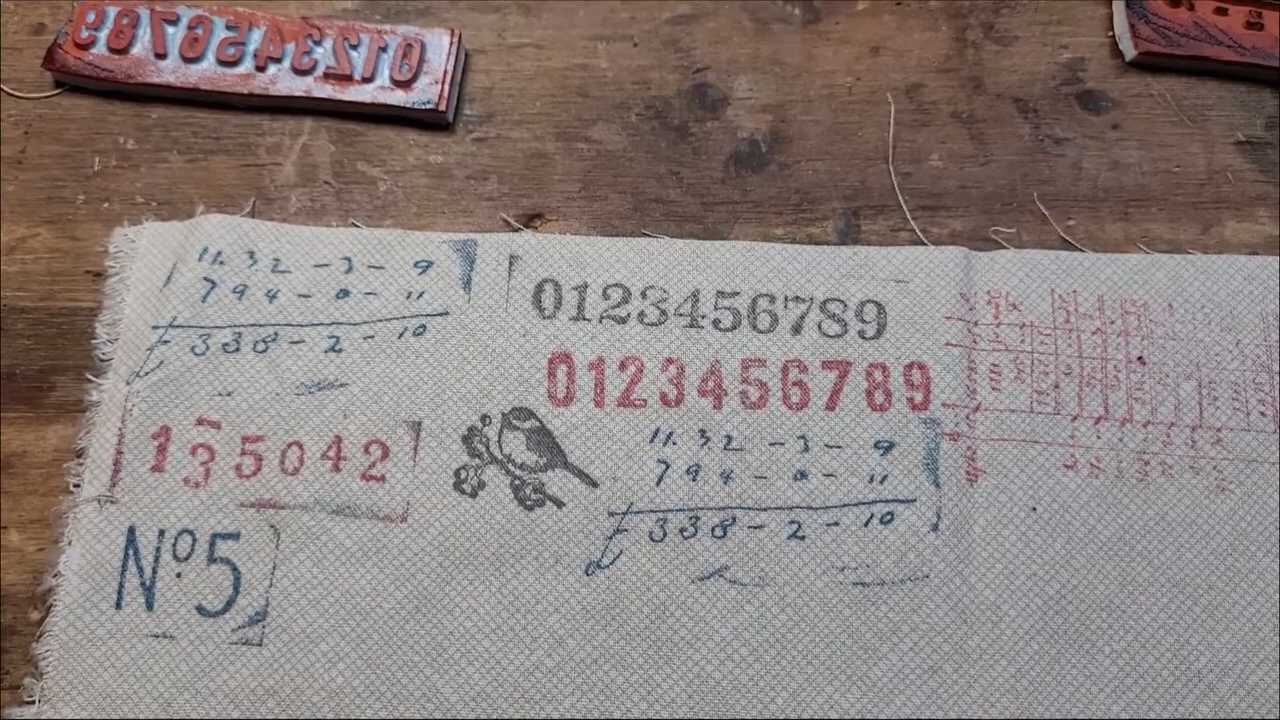 0123456789
11. 32 - 3 - 9
794 - 0 - 11
£ 338 - 2 - 10
0123456789
0123456789
135042
11. 32 - 3 - 9
794 - 0 - 11
£ 338 - 2 - 10
Nº5